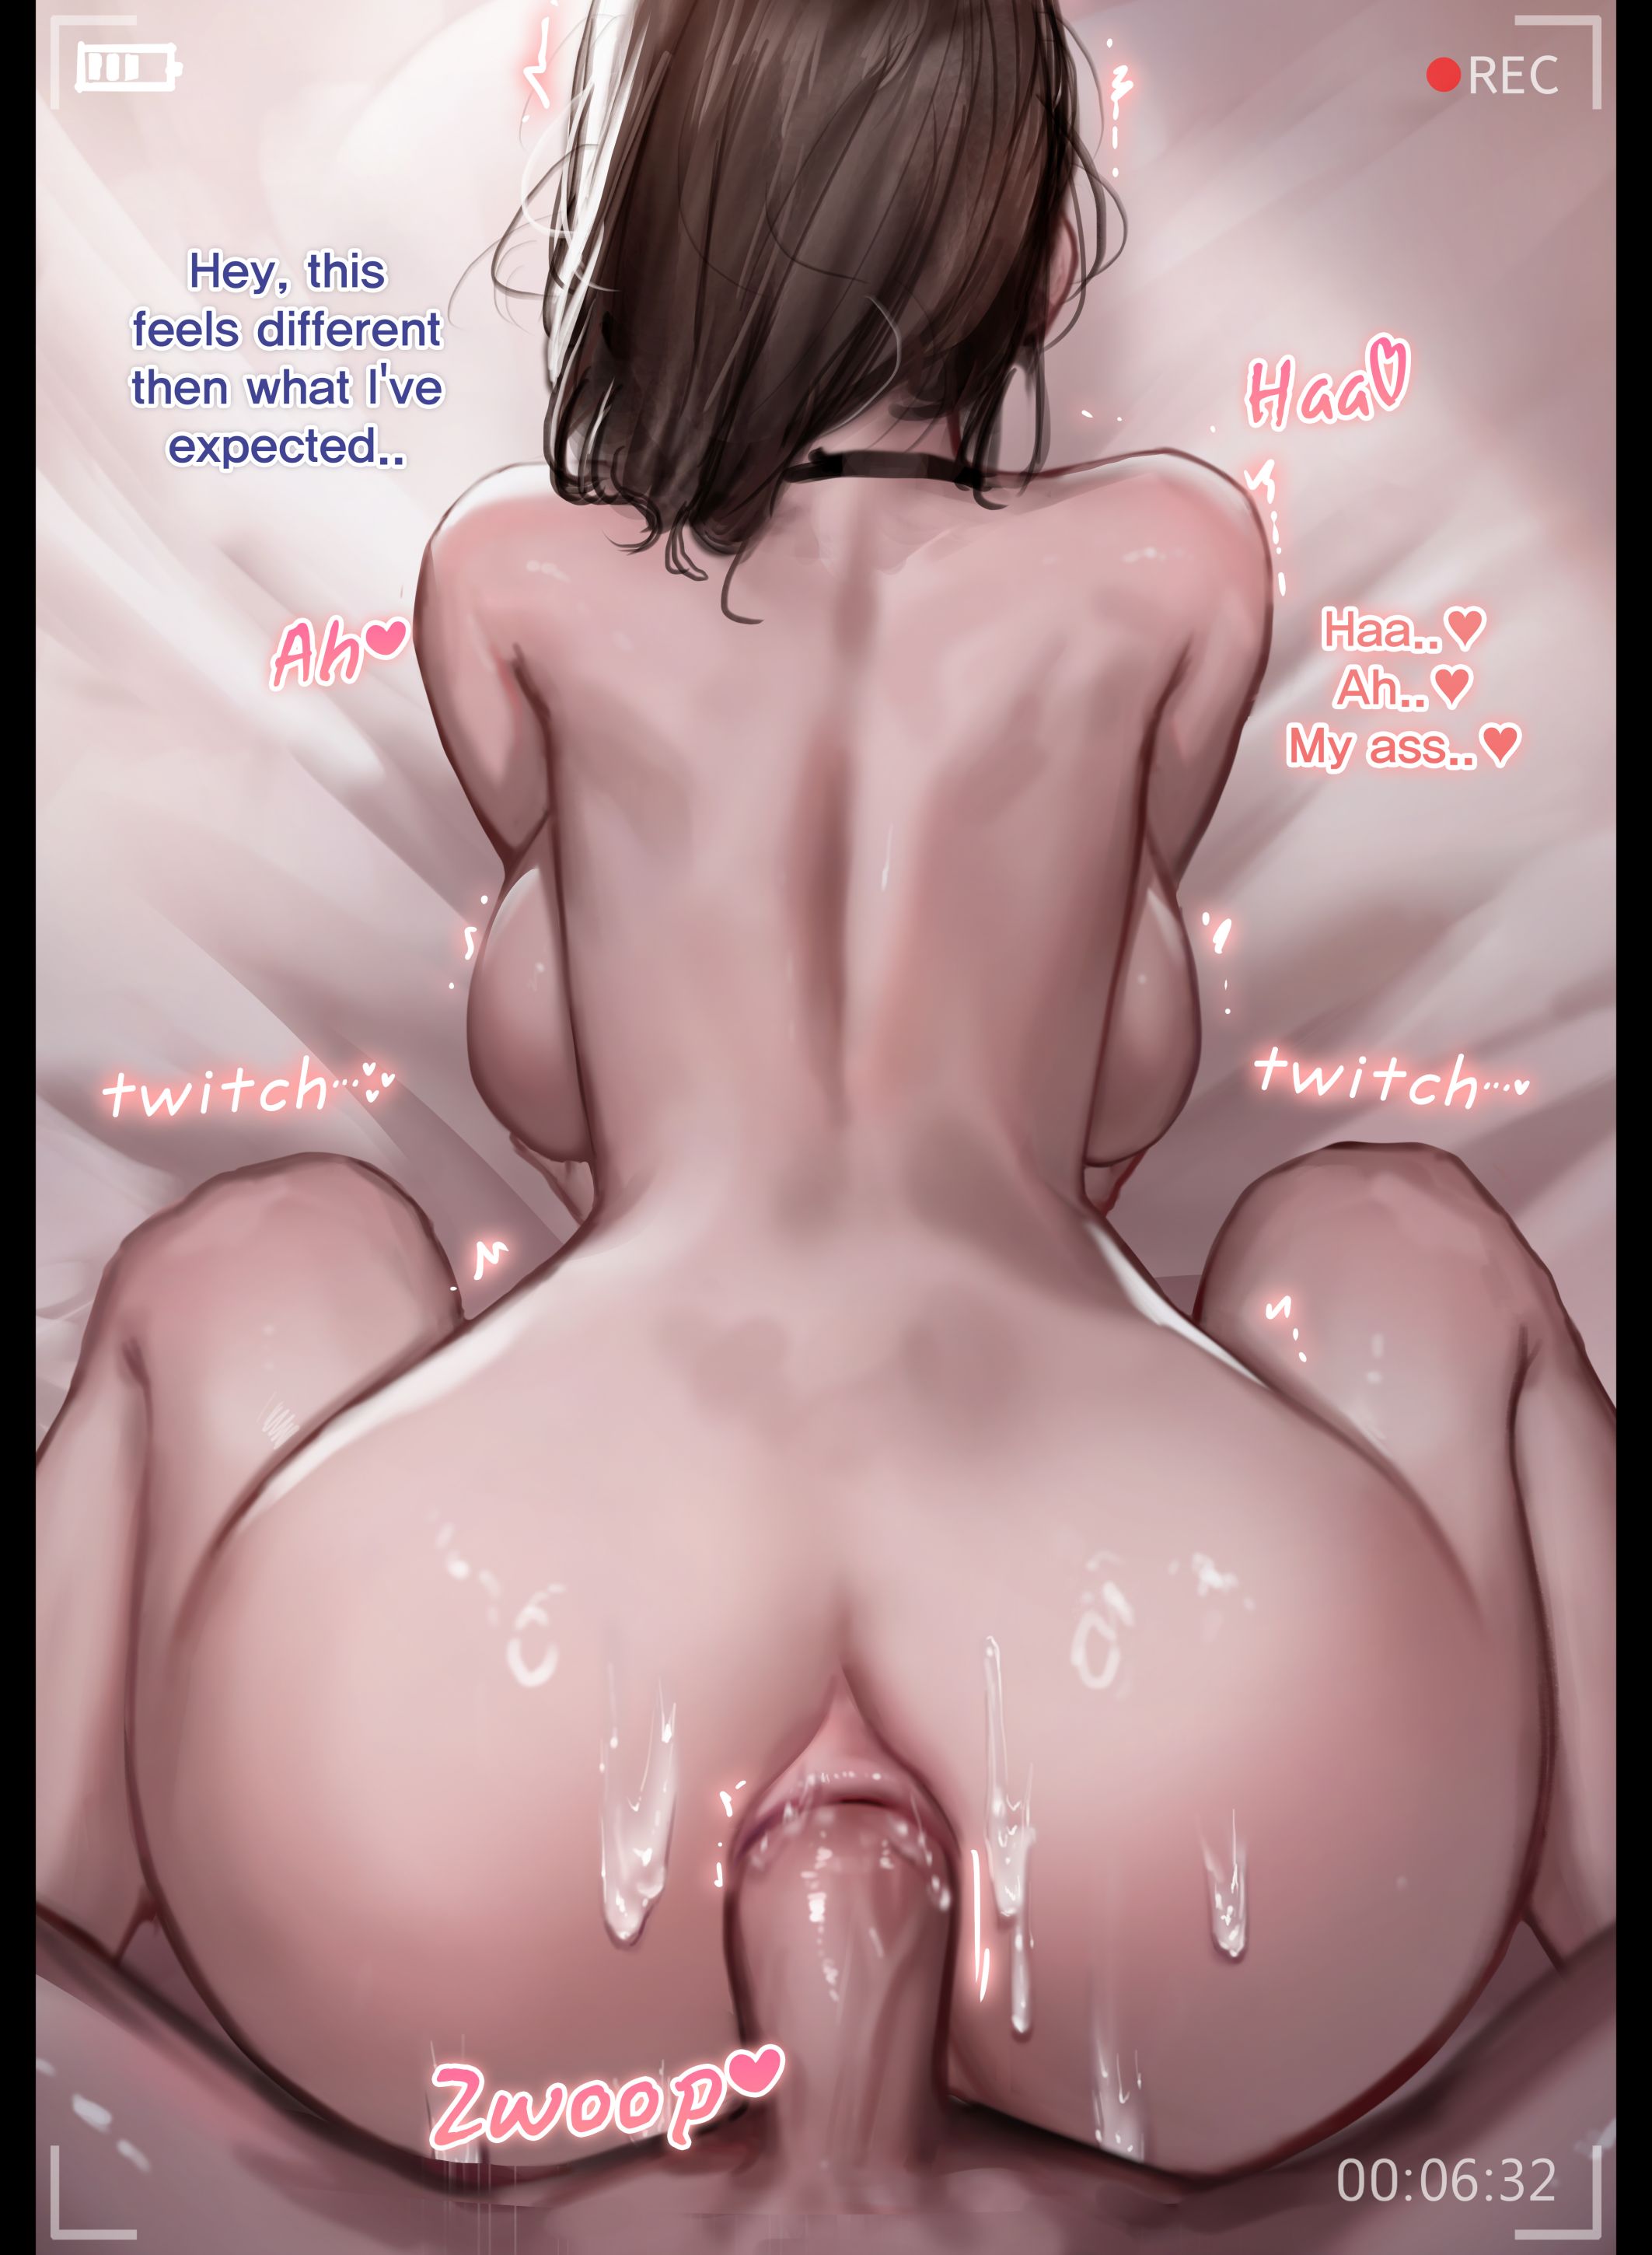 REC
Hey, this
feels different
then what I've
expected..
Haa♡
Ah♥
Haa..♥
Ah..♥
My ass..♥
twitch...♥♥♥
twitch...♥
Zwoop♥
00:06:32